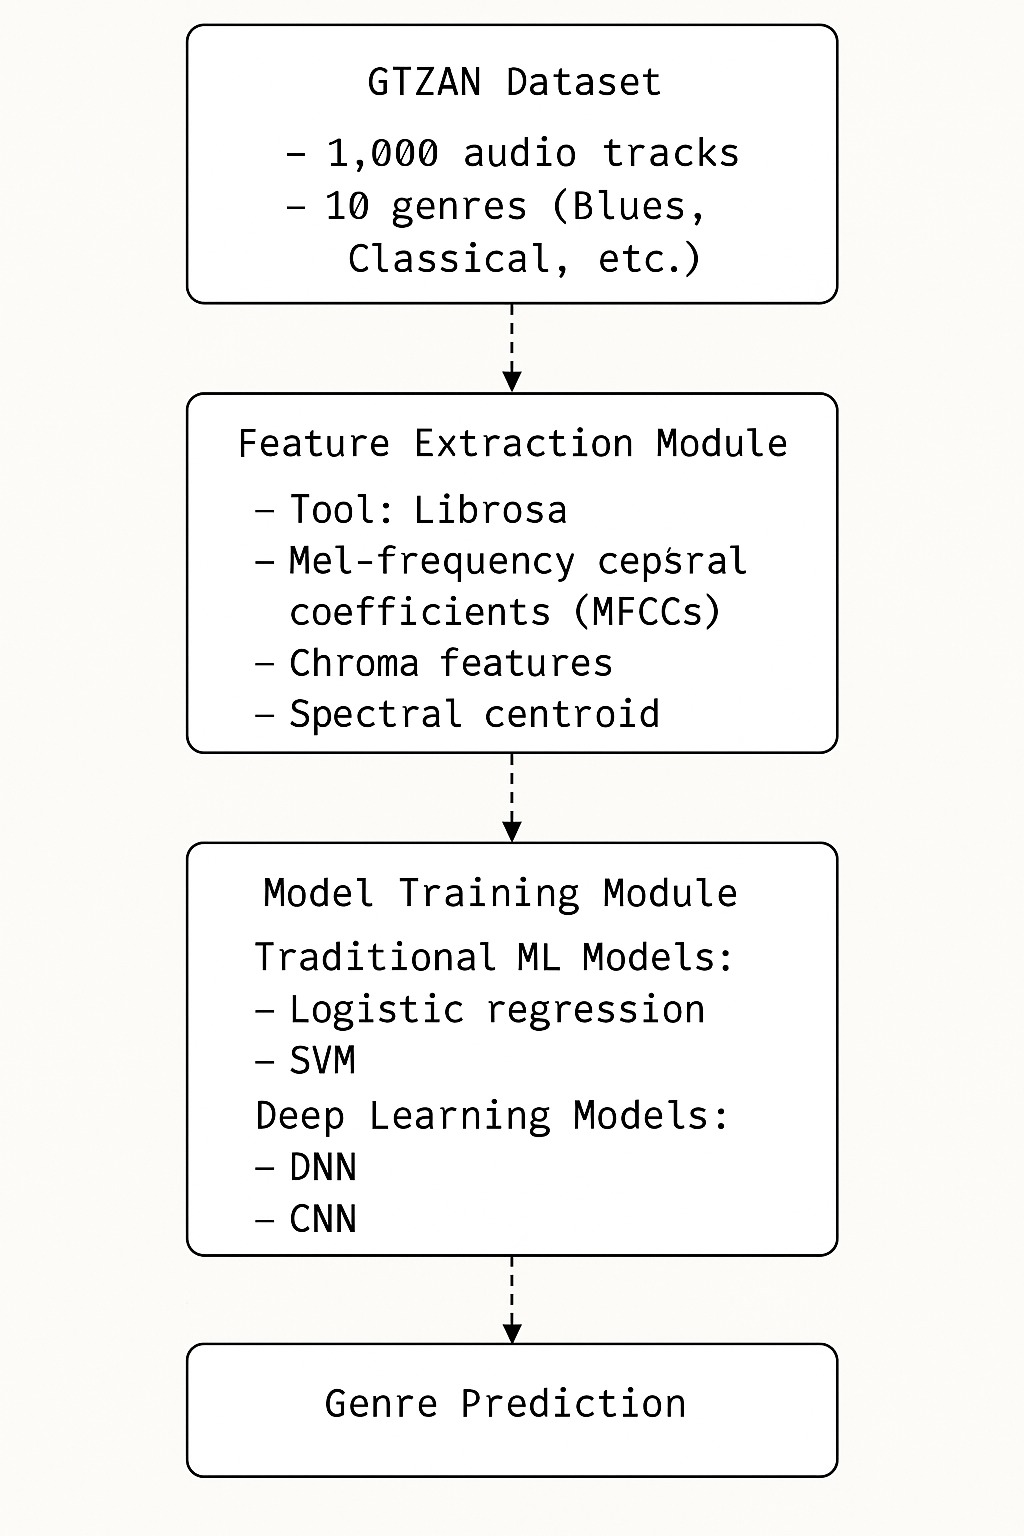 GTZAN Dataset
– 1,000 audio tracks
– 10 genres (Blues,
Classical, etc.)
Feature Extraction Module
– Tool: Librosa
– Mel-frequency cepśral
coefficients (MFCCs)
– Chroma features
– Spectral centroid
Model Training Module
Traditional ML Models:
– Logistic regression
– SVM
Deep Learning Models:
– DNN
– CNN
Genre Prediction